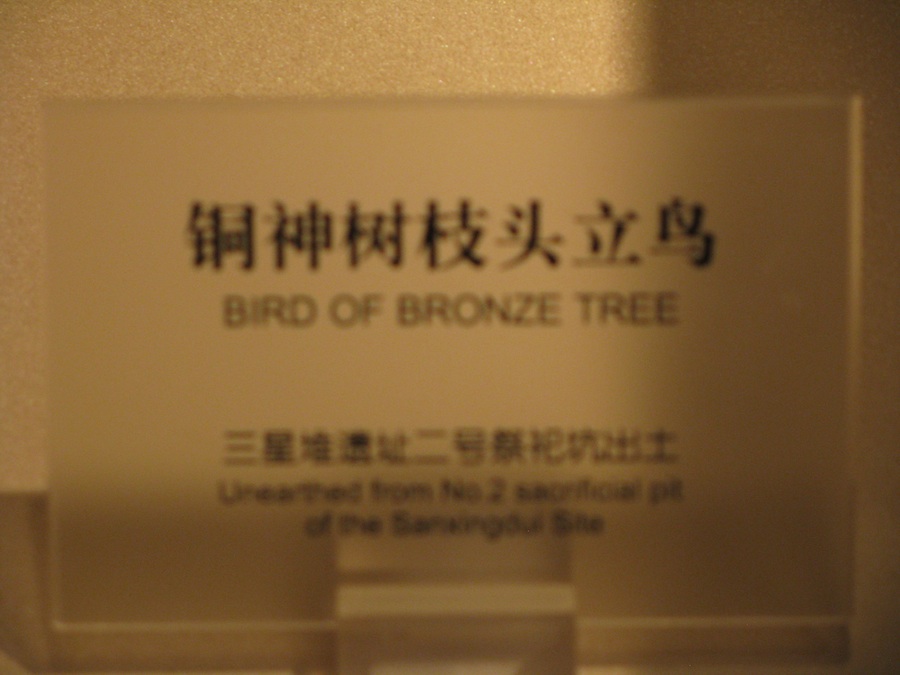 铜神树枝头立鸟
BIRD OF BRONZE TREE
三星堆遗址二号祭祀坑出土
Unearthed from No.2 sacrificial pit
of the Sanxingdui Site